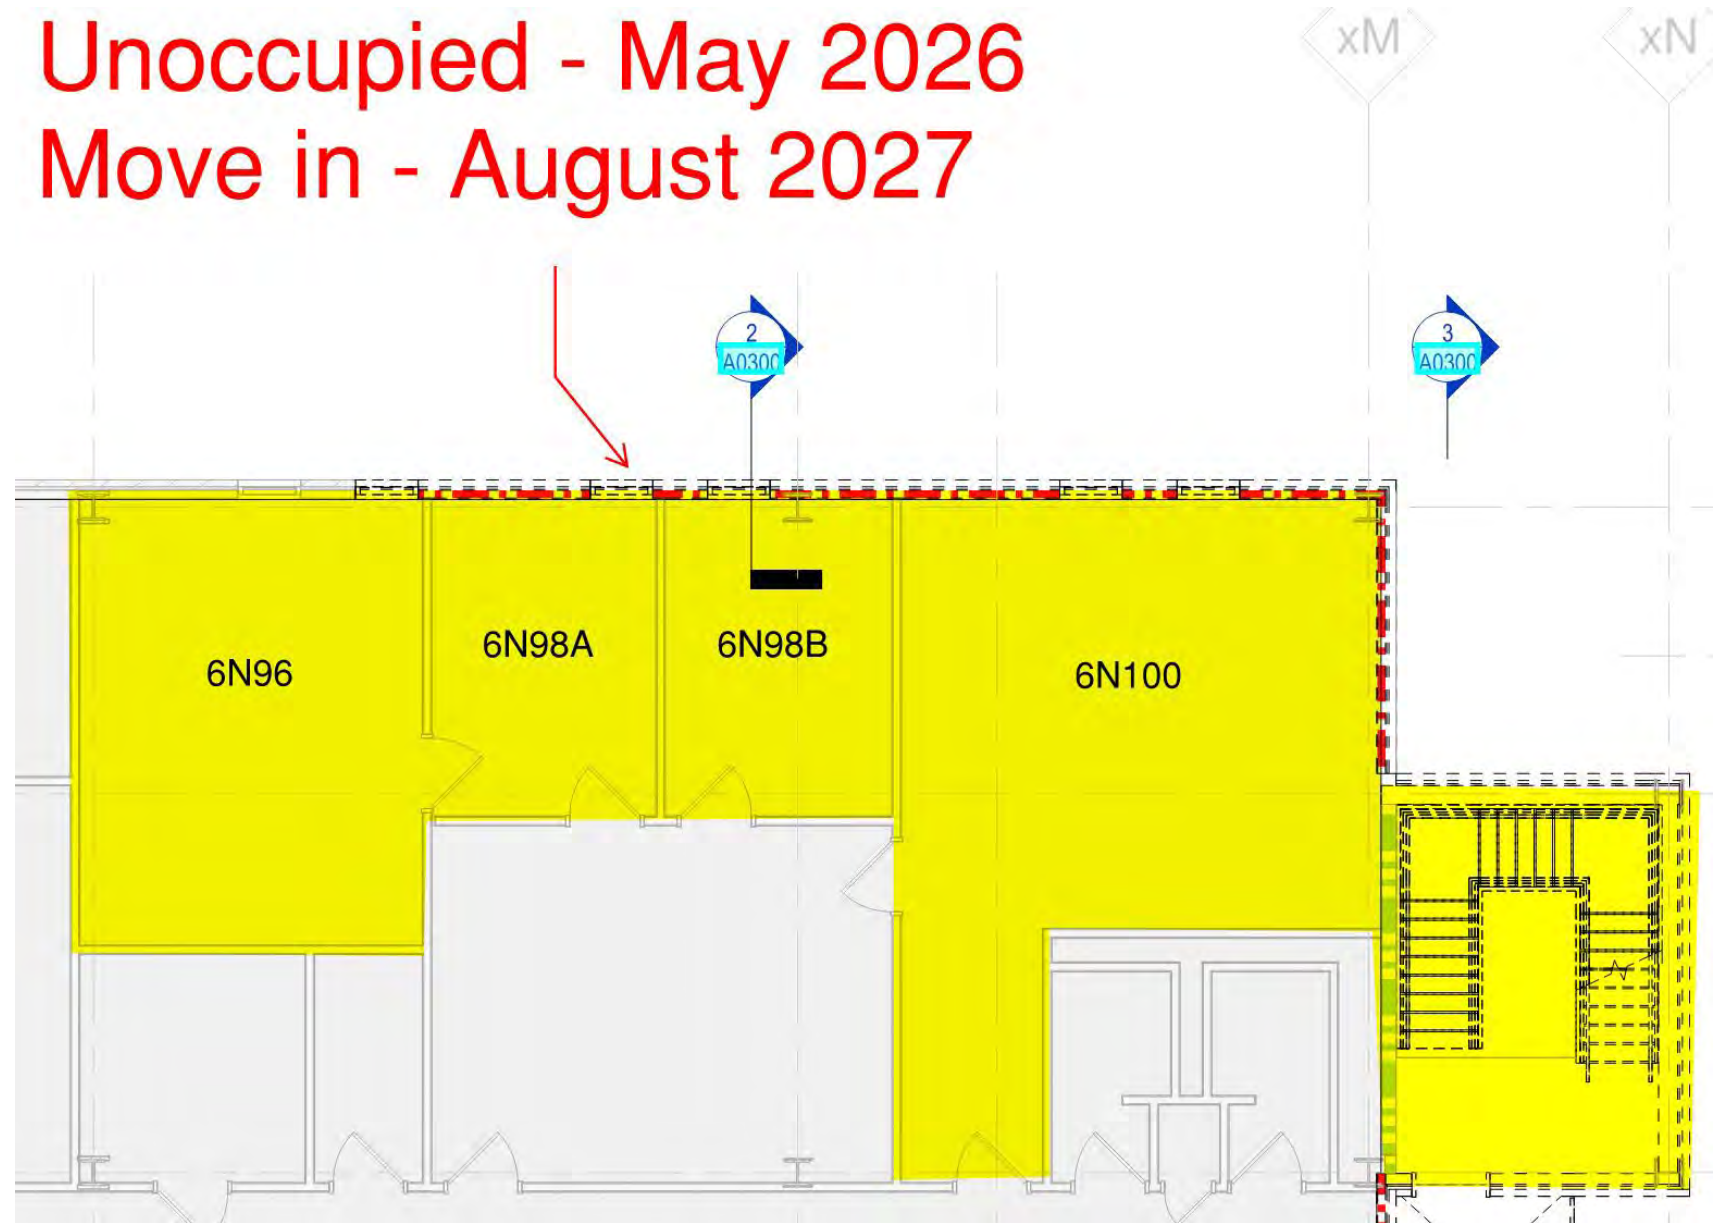 Unoccupied - May 2026
Move in - August 2027
xM
xN
2
A0300
3
A0300
6N96
6N98A
6N98B
6N100